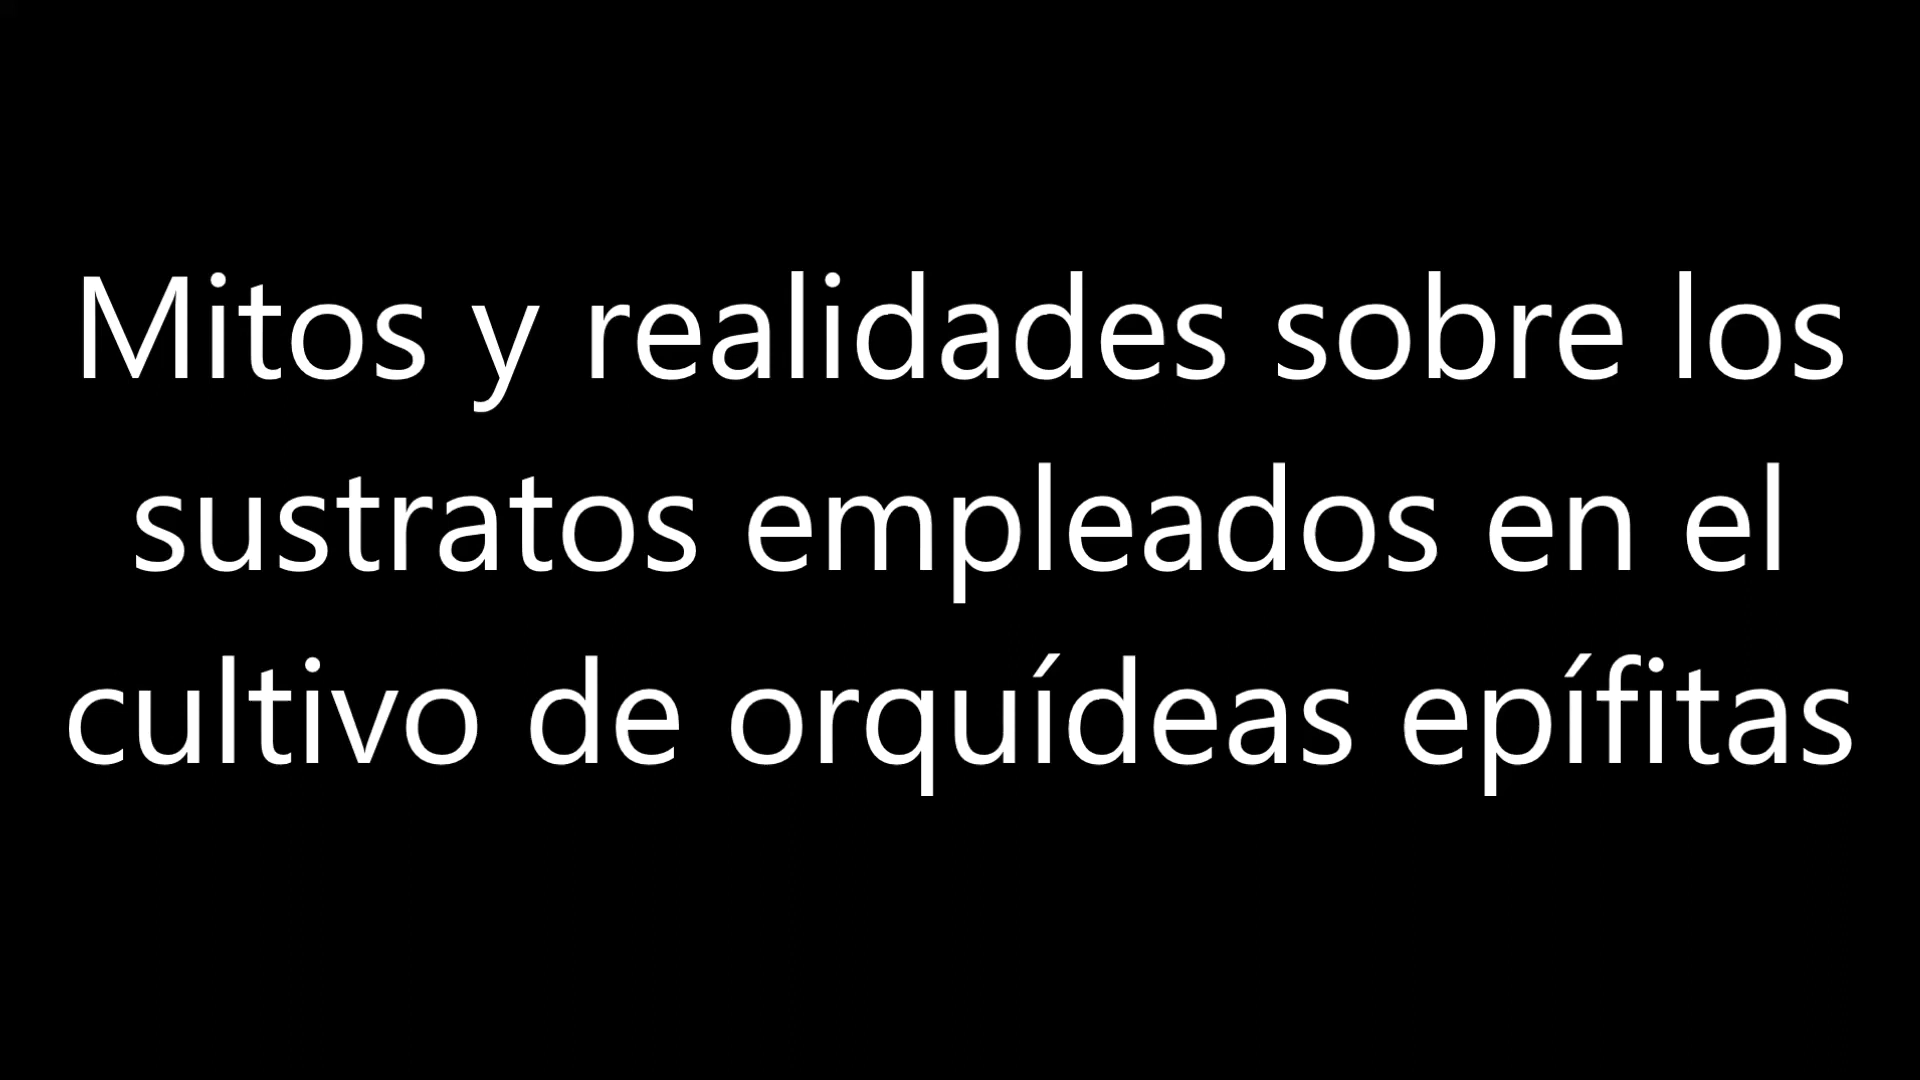 Mitos y realidades sobre los
sustratos empleados en el
cultivo de orquídeas epífitas